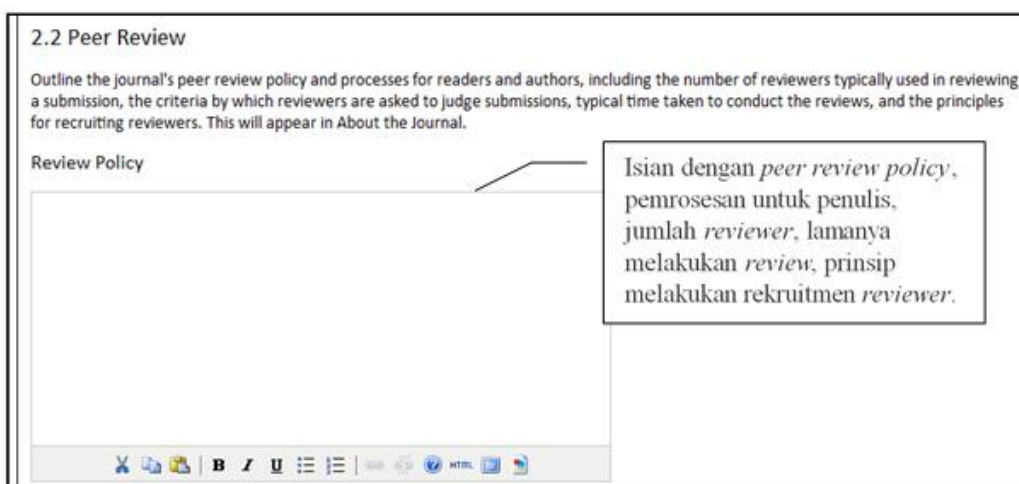 2.2 Peer Review
Outline the journal's peer review policy and processes for readers and authors, including the number of reviewers typically used in reviewing
a submission, the criteria by which reviewers are asked to judge submissions, typical time taken to conduct the reviews, and the principles
for recruiting reviewers. This will appear in About the Journal.
Review Policy
Isian dengan peer review policy,
pemrosesan untuk penulis,
jumlah reviewer, lamanya
melakukan review, prinsip
melakukan rekruitmen reviewer.
B I U HTML